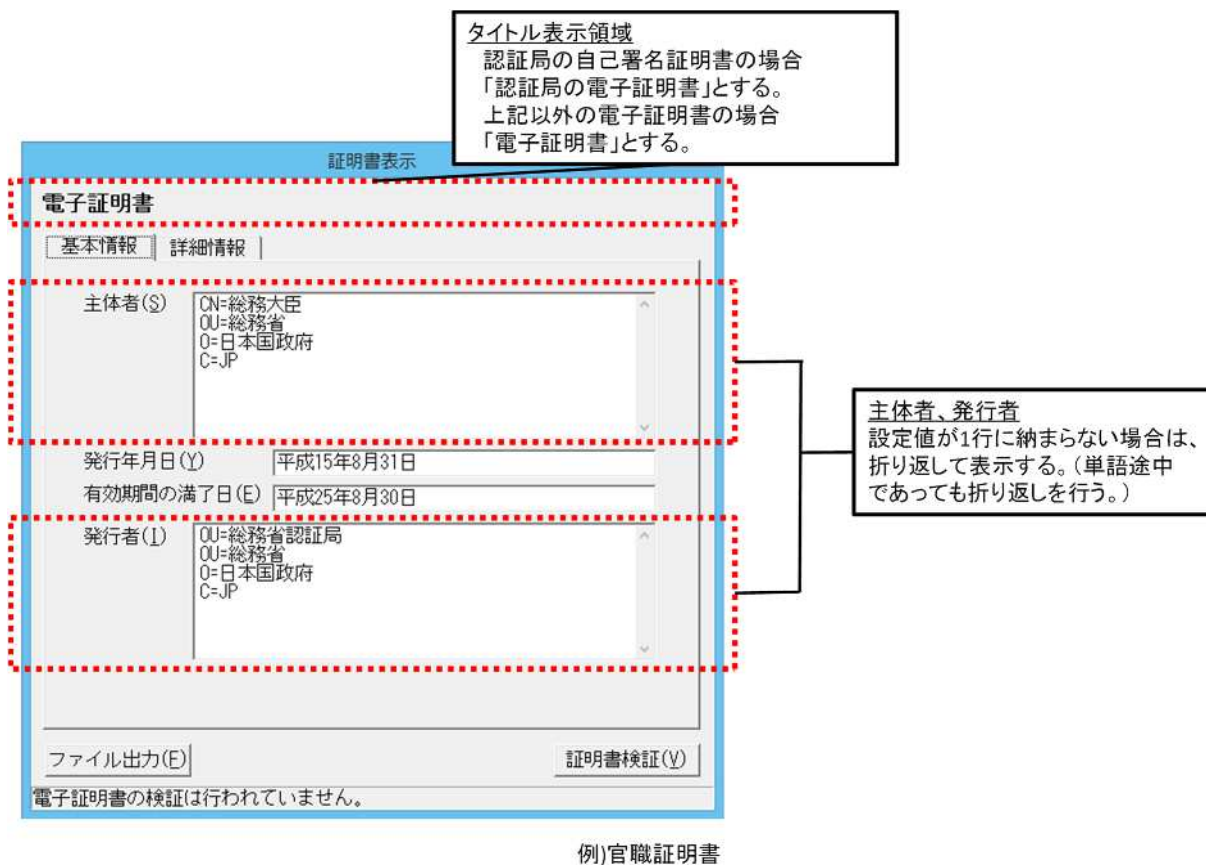 タイトル表示領域
認証局の自己署名証明書の場合
「認証局の電子証明書」とする。
上記以外の電子証明書の場合
「電子証明書」とする。
証明書表示
電子証明書
基本情報 詳細情報
主体者(S)
CN=総務大臣
OU=総務省
O=日本国政府
C=JP
主体者、発行者
設定値が1行に納まらない場合は、
折り返して表示する。(単語途中
であっても折り返しを行う。)
発行年月日(Y) 平成15年8月31日
有効期間の満了日(E) 平成25年8月30日
発行者(I)
OU=総務省認証局
OU=総務省
O=日本国政府
C=JP
ファイル出力(F) 証明書検証(V)
電子証明書の検証は行われていません。
例)官職証明書